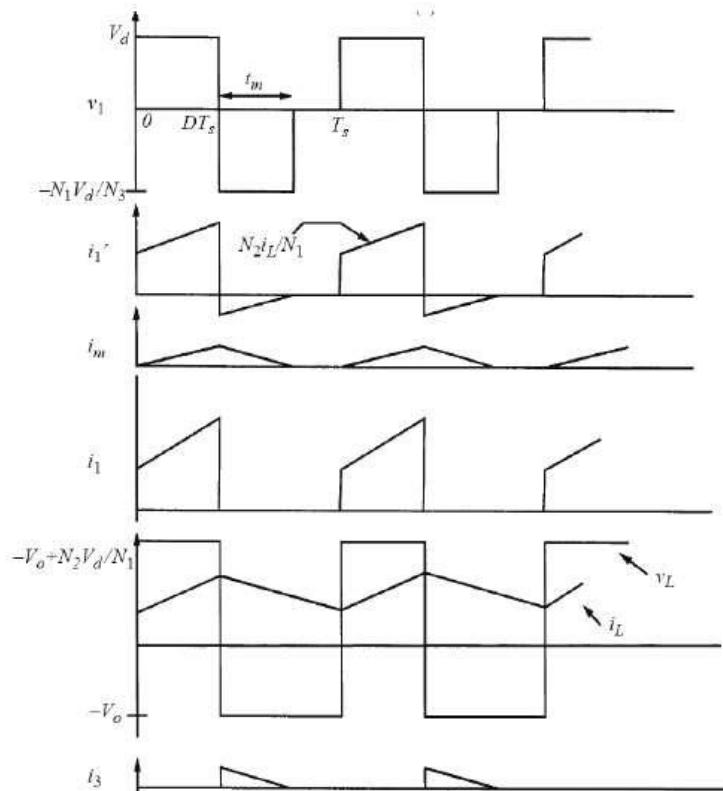 V_d
t_m
v_1
0 DT_s T_s
−N_1V_d/N_3
i_1′
N_2i_L/N_1
i_m
i_1
−V_o+N_2V_d/N_1
v_L
i_L
−V_o
i_3